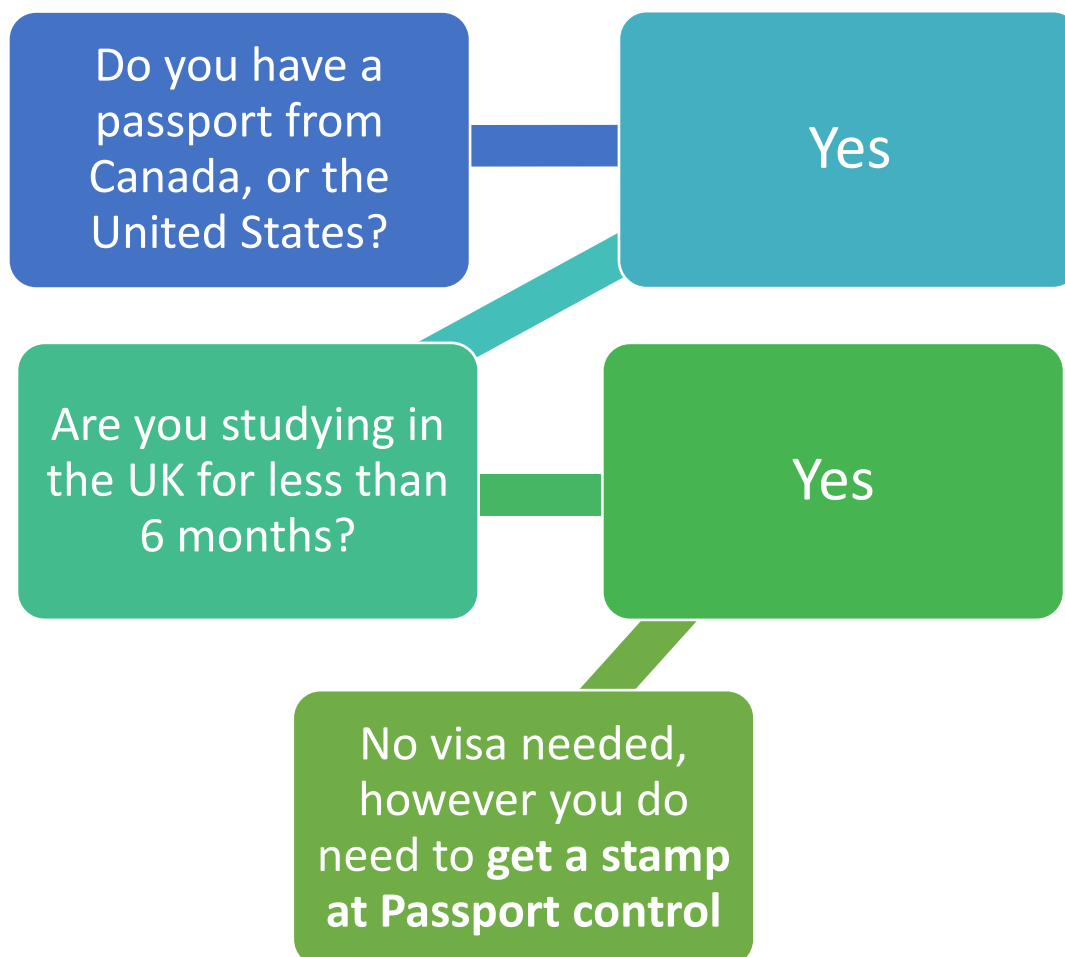 Do you have a
passport from
Canada, or the
United States?
Yes
Are you studying in
the UK for less than
6 months?
Yes
No visa needed,
however you do
need to get a stamp
at Passport control